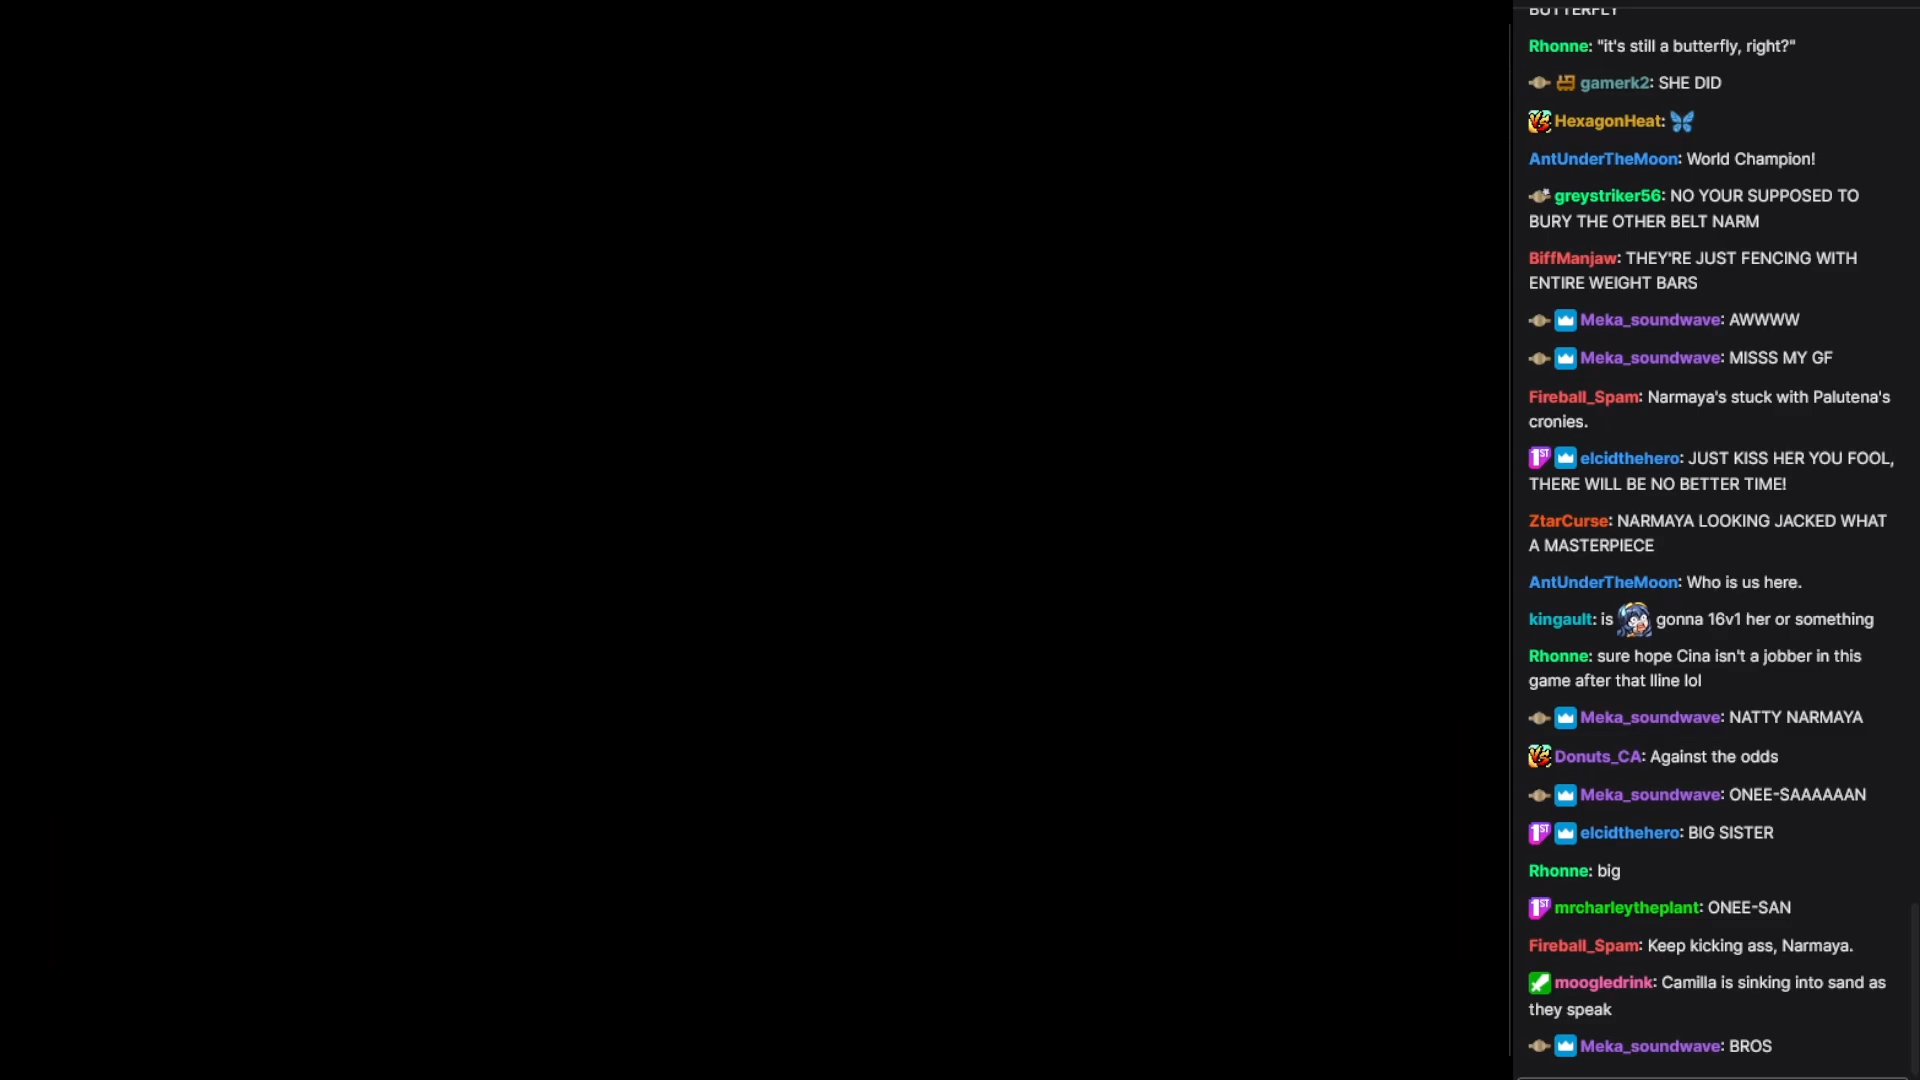 BUTTERFLY
Rhonne: "it's still a butterfly, right?"
gamerk2: SHE DID
HexagonHeat:
AntUnderTheMoon: World Champion!
greystriker56: NO YOUR SUPPOSED TO
BURY THE OTHER BELT NARM
BiffManjaw: THEY'RE JUST FENCING WITH
ENTIRE WEIGHT BARS
Meka_soundwave: AWWWW
Meka_soundwave: MISSS MY GF
Fireball_Spam: Narmaya's stuck with Palutena's
cronies.
1ST elcidthehero: JUST KISS HER YOU FOOL,
THERE WILL BE NO BETTER TIME!
ZtarCurse: NARMAYA LOOKING JACKED WHAT
A MASTERPIECE
AntUnderTheMoon: Who is us here.
kingault: is gonna 16v1 her or something
Rhonne: sure hope Cina isn't a jobber in this
game after that lline lol
Meka_soundwave: NATTY NARMAYA
VS Donuts_CA: Against the odds
Meka_soundwave: ONEE-SAAAAAAN
1ST elcidthehero: BIG SISTER
Rhonne: big
1ST mrcharleytheplant: ONEE-SAN
Fireball_Spam: Keep kicking ass, Narmaya.
moogledrink: Camilla is sinking into sand as
they speak
Meka_soundwave: BROS